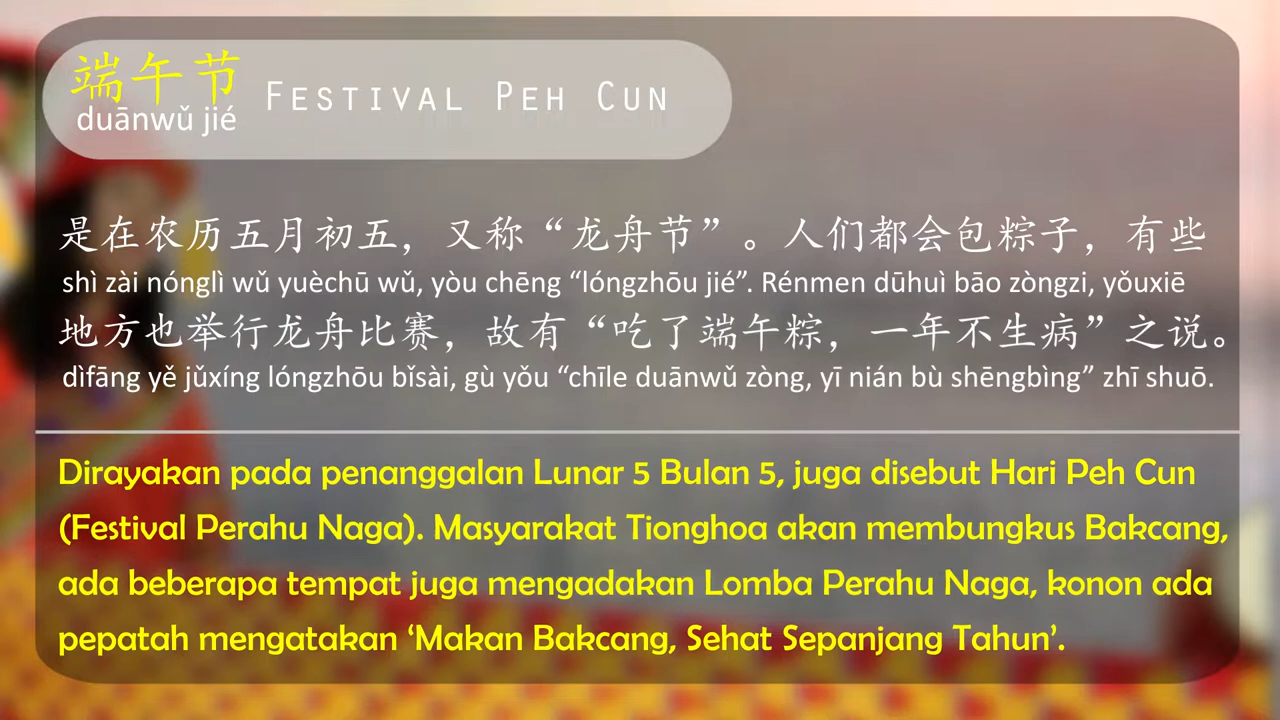 端午节
duānwǔ jié
Festival Peh Cun
是在农历五月初五，又称“龙舟节”。人们都会包粽子，有些
shì zài nónglì wǔ yuèchū wǔ, yòu chēng “lóngzhōu jié”. Rénmen dūhuì bāo zòngzi, yǒuxiē
地方也举行龙舟比赛，故有“吃了端午粽，一年不生病”之说。
dìfāng yě jǔxíng lóngzhōu bǐsài, gù yǒu “chīle duānwǔ zòng, yī nián bù shēngbìng” zhī shuō.
Dirayakan pada penanggalan Lunar 5 Bulan 5, juga disebut Hari Peh Cun
(Festival Perahu Naga). Masyarakat Tionghoa akan membungkus Bakcang,
ada beberapa tempat juga mengadakan Lomba Perahu Naga, konon ada
pepatah mengatakan ‘Makan Bakcang, Sehat Sepanjang Tahun’.